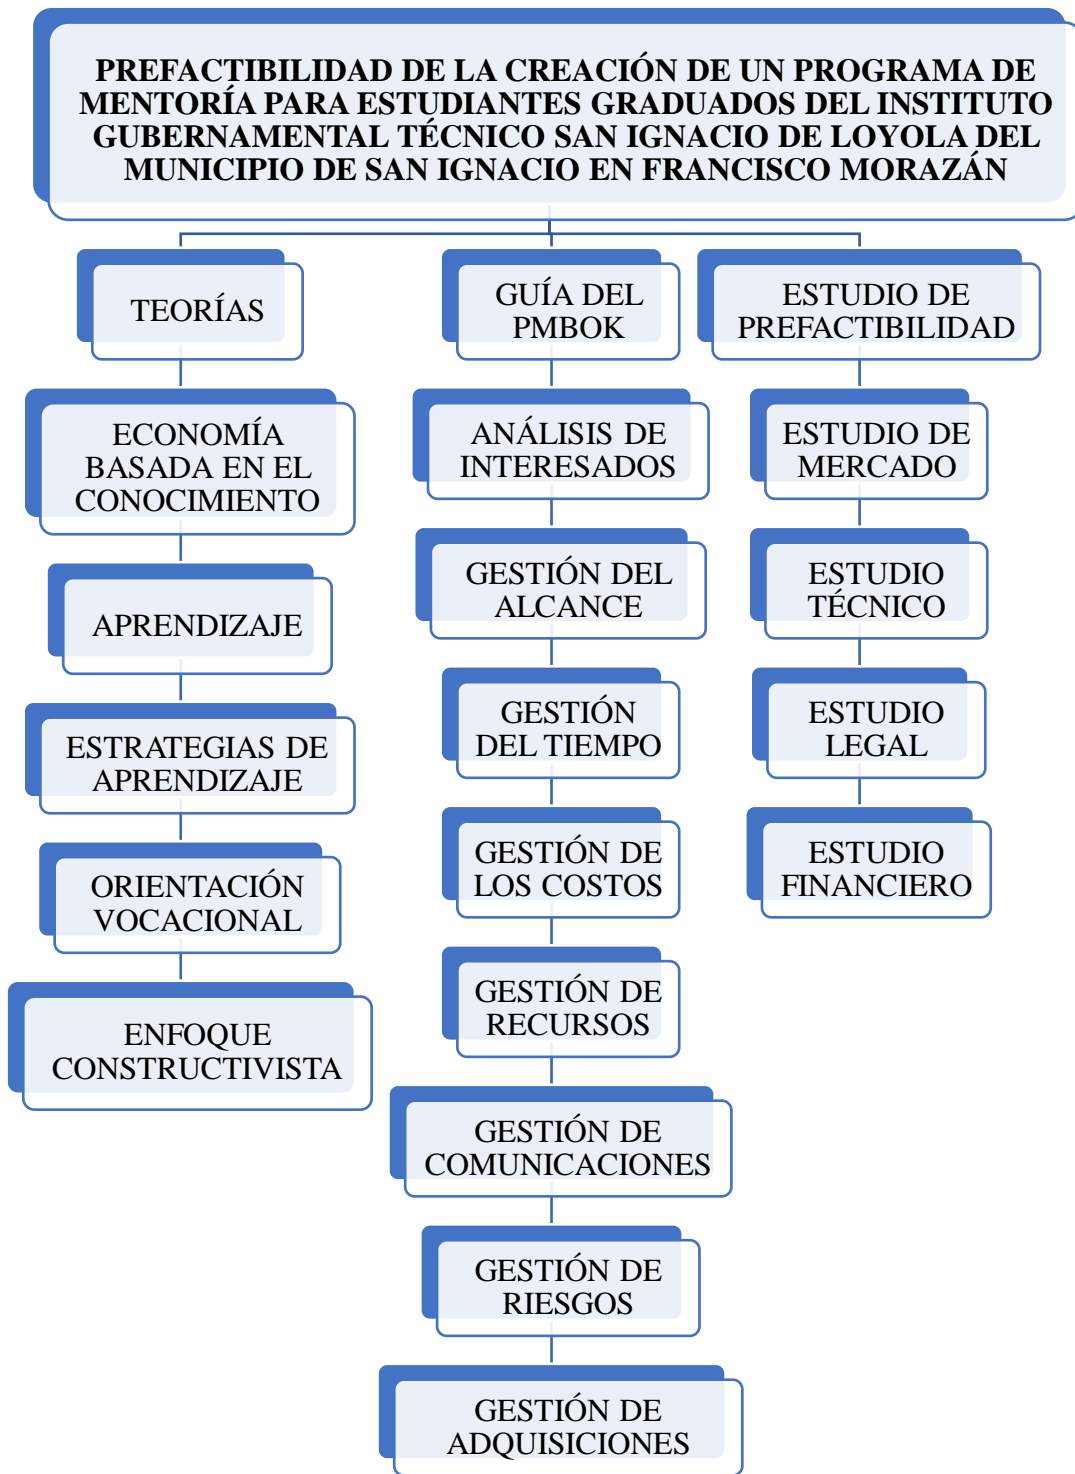 PREFACTIBILIDAD DE LA CREACIÓN DE UN PROGRAMA DE
MENTORÍA PARA ESTUDIANTES GRADUADOS DEL INSTITUTO
GUBERNAMENTAL TÉCNICO SAN IGNACIO DE LOYOLA DEL
MUNICIPIO DE SAN IGNACIO EN FRANCISCO MORAZÁN
TEORÍAS
ECONOMÍA
BASADA EN EL
CONOCIMIENTO
APRENDIZAJE
ESTRATEGIAS DE
APRENDIZAJE
ORIENTACIÓN
VOCACIONAL
ENFOQUE
CONSTRUCTIVISTA
GUÍA DEL
PMBOK
ANÁLISIS DE
INTERESADOS
GESTIÓN DEL
ALCANCE
GESTIÓN
DEL TIEMPO
GESTIÓN DE
LOS COSTOS
GESTIÓN DE
RECURSOS
GESTIÓN DE
COMUNICACIONES
GESTIÓN DE
RIESGOS
GESTIÓN DE
ADQUISICIONES
ESTUDIO DE
PREFACTIBILIDAD
ESTUDIO DE
MERCADO
ESTUDIO
TÉCNICO
ESTUDIO
LEGAL
ESTUDIO
FINANCIERO